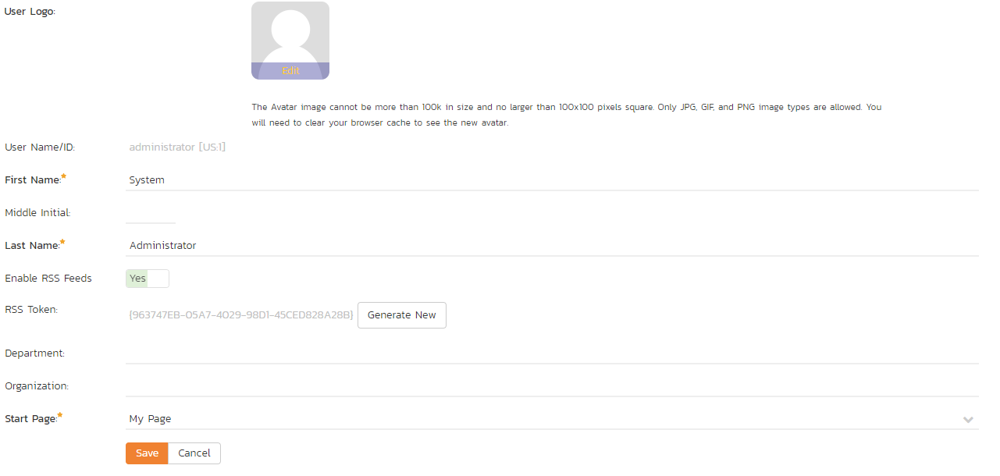 User Logo:
Edit
The Avatar image cannot be more than 100k in size and no larger than 100x100 pixels square. Only JPG, GIF, and PNG image types are allowed. You
will need to clear your browser cache to see the new avatar.
User Name/ID: administrator [US:1]
First Name:* System
Middle Initial:
Last Name:* Administrator
Enable RSS Feeds Yes
RSS Token: {963747EB-05A7-4029-98D1-45CED828A28B} Generate New
Department:
Organization:
Start Page:* My Page
Save Cancel